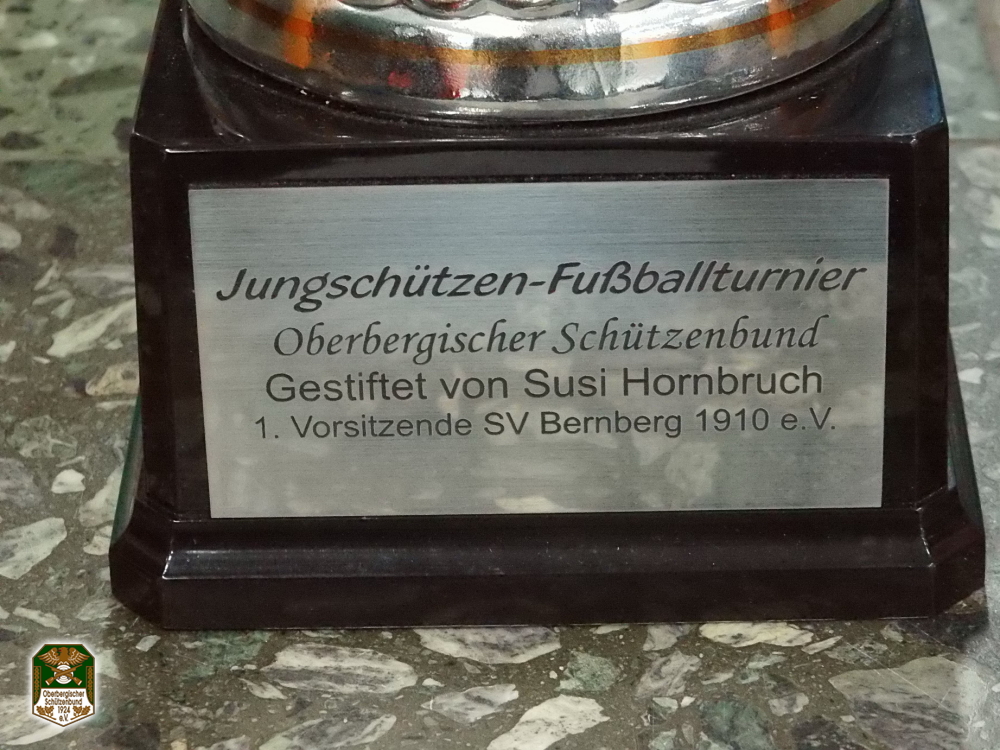 Jungschützen-Fußballturnier
Oberbergischer Schützenbund
Gestiftet von Susi Hornbruch
1. Vorsitzende SV Bernberg 1910 e.V.
Oberbergischer
Schützenbund
1924
e.V.